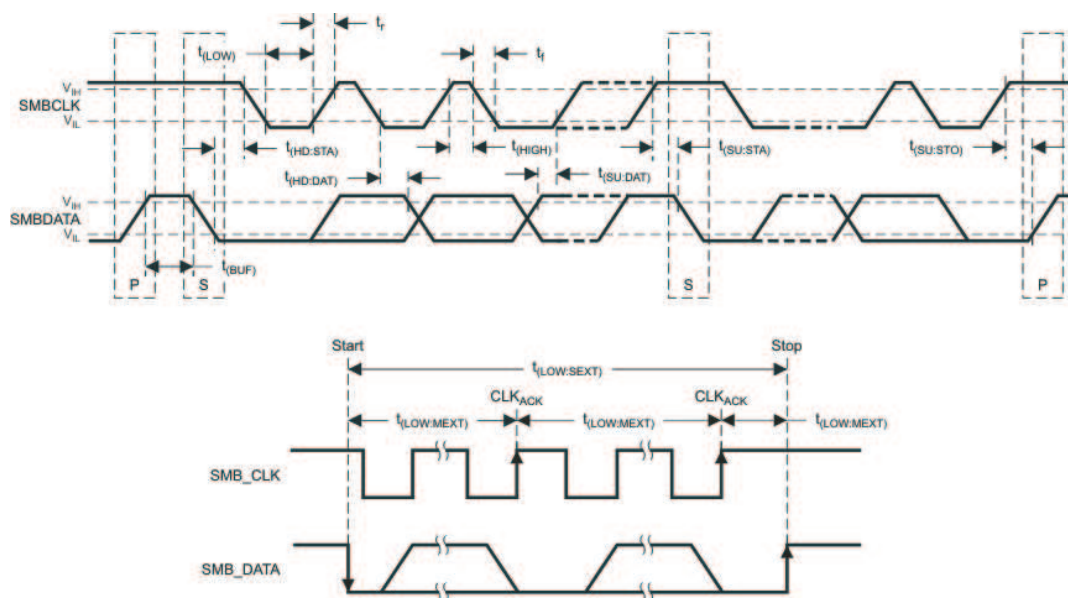 tr
t(LOW)
tf
VIH
SMBCLK
VIL
t(HD:STA)
t(HIGH)
t(SU:STA)
t(SU:STO)
t(HD:DAT)
t(SU:DAT)
VIH
SMBDATA
VIL
t(BUF)
P
S
S
P
Start
Stop
t(LOW:SEXT)
CLKACK
CLKACK
t(LOW:MEXT)
t(LOW:MEXT)
t(LOW:MEXT)
SMB_CLK
SMB_DATA